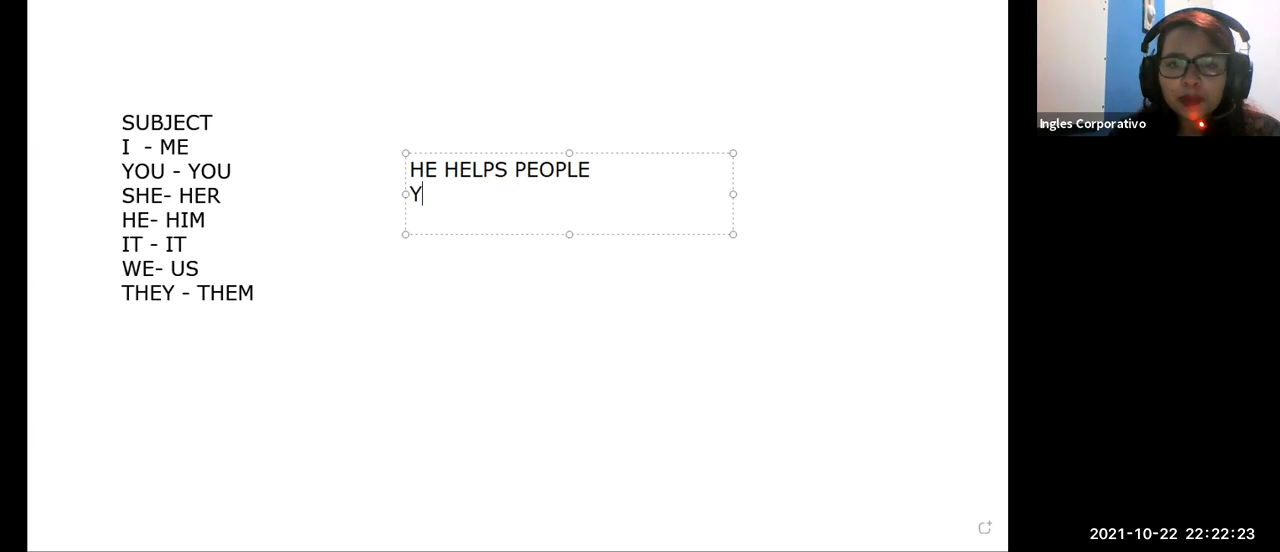 SUBJECT
I - ME
YOU - YOU
SHE- HER
HE- HIM
IT - IT
WE- US
THEY - THEM
HE HELPS PEOPLE
Y
Ingles Corporativo
2021-10-22 22:22:23